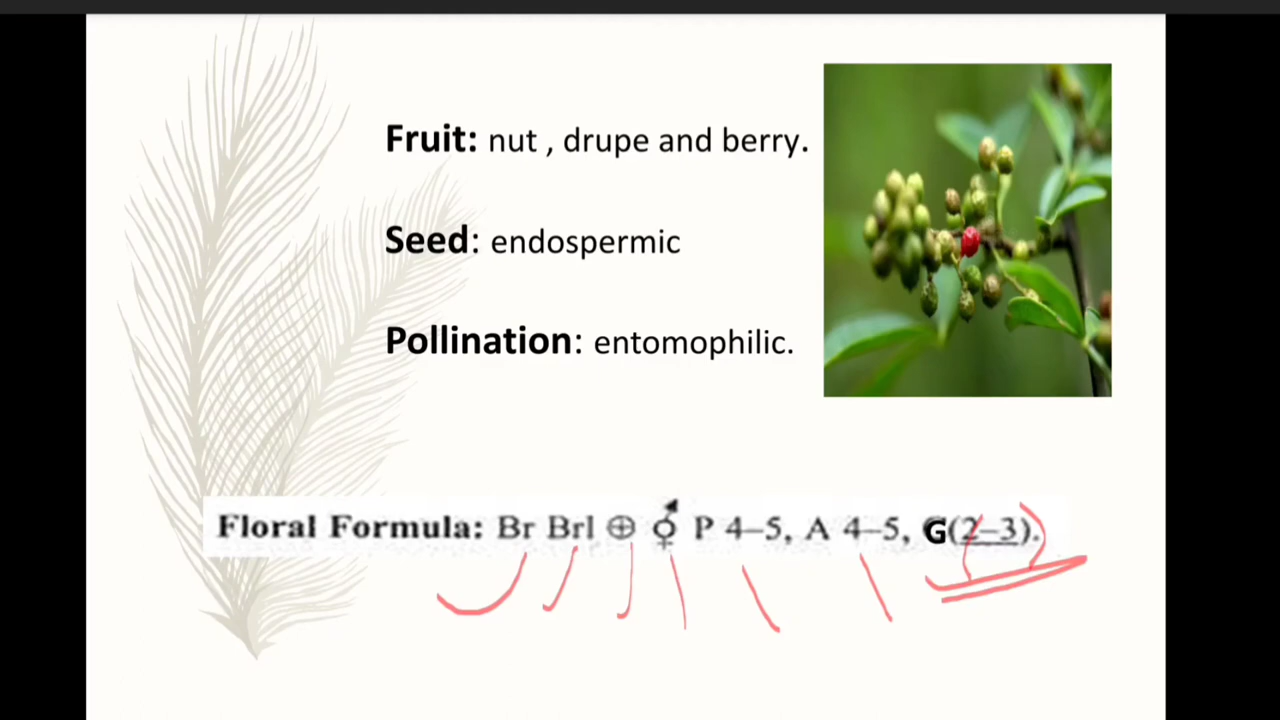 Fruit: nut , drupe and berry.
Seed: endospermic
Pollination: entomophilic.
Floral Formula: Br Brl ⊕ ⚥ P 4–5, A 4–5, G(2–3).